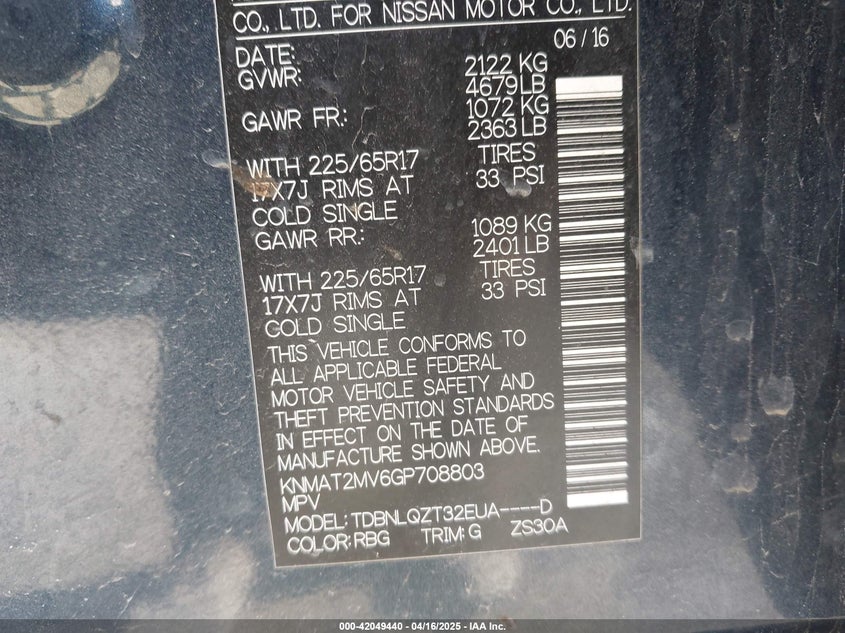 CO., LTD. FOR NISSAN MOTOR CO., LTD.
DATE: 06/16
GVWR: 2122 KG
4679 LB
GAWR FR.: 1072 KG
2363 LB
WITH 225/65R17 TIRES
17X7J RIMS AT 33 PSI
COLD SINGLE
GAWR RR.: 1089 KG
2401 LB
WITH 225/65R17 TIRES
17X7J RIMS AT 33 PSI
COLD SINGLE
THIS VEHICLE CONFORMS TO
ALL APPLICABLE FEDERAL
MOTOR VEHICLE SAFETY AND
THEFT PREVENTION STANDARDS
IN EFFECT ON THE DATE OF
MANUFACTURE SHOWN ABOVE.
KNMAT2MV6GP708803
MPV
MODEL: TDBNLQZT32EUA----D
COLOR: RBG TRIM: G ZS30A
000-42049440 - 04/16/2025 - IAA Inc.